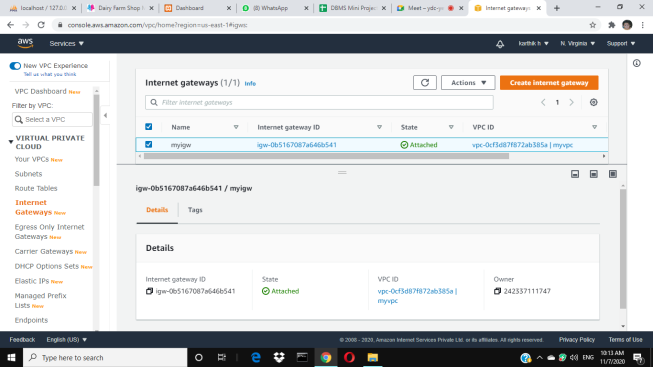 localhost / 127.0.0
Dairy Farm Shop M
Dashboard
(8) WhatsApp
DBMS Mini Project
Meet – ydc-ye
Internet gateways
console.aws.amazon.com/vpc/home?region=us-east-1#igws:
aws
Services
karthik h
N. Virginia
Support
New VPC Experience
Tell us what you think
VPC Dashboard New
Filter by VPC:
Select a VPC
VIRTUAL PRIVATE
CLOUD
Your VPCs New
Subnets
Route Tables
Internet
Gateways New
Egress Only Internet
Gateways New
Carrier Gateways New
DHCP Options Sets New
Elastic IPs New
Managed Prefix
Lists New
Endpoints
Internet gateways (1/1) Info
Actions
Create internet gateway
Filter internet gateways
1
Name
Internet gateway ID
State
VPC ID
myigw
igw-0b5167087a646b541
Attached
vpc-0cf3d87f872ab385a | myvpc
igw-0b5167087a646b541 / myigw
Details
Tags
Details
Internet gateway ID
igw-0b5167087a646b541
State
Attached
VPC ID
vpc-0cf3d87f872ab385a |
myvpc
Owner
242337111747
Feedback
English (US)
© 2008 - 2020, Amazon Internet Services Private Ltd. or its affiliates. All rights reserved.
Privacy Policy
Terms of Use
Type here to search
ENG
10:13 AM
11/7/2020